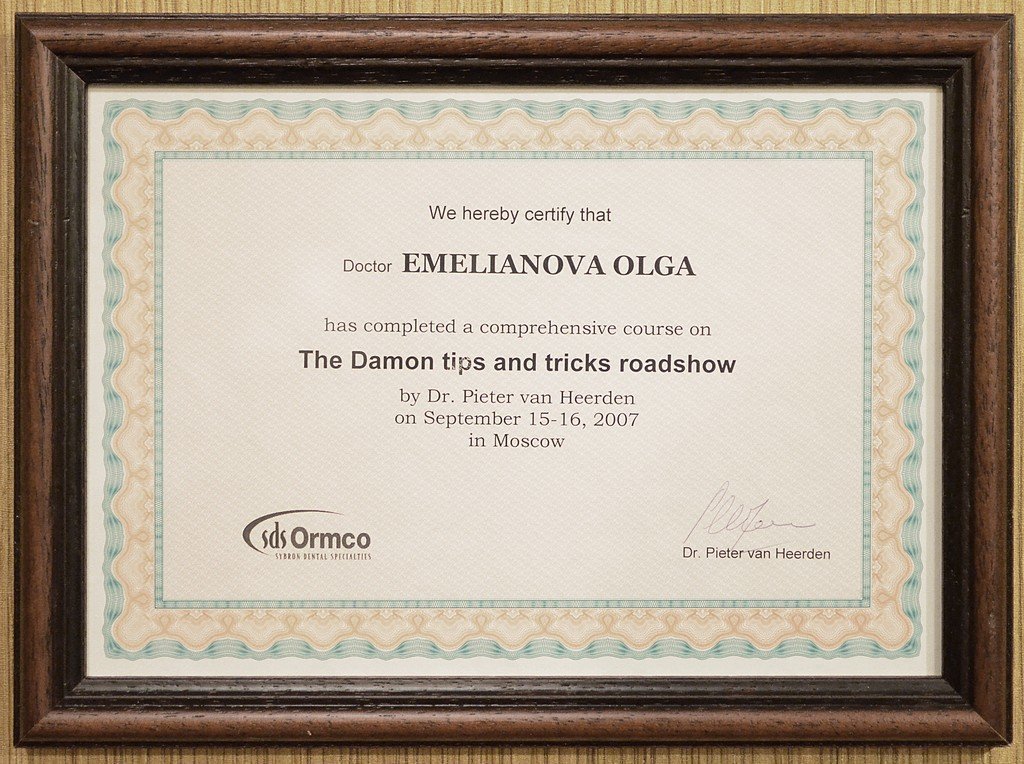 We hereby certify that
Doctor EMELIANOVA OLGA
has completed a comprehensive course on
The Damon tips and tricks roadshow
by Dr. Pieter van Heerden
on September 15-16, 2007
in Moscow
sds Ormco
SYBRON DENTAL SPECIALTIES
Dr. Pieter van Heerden